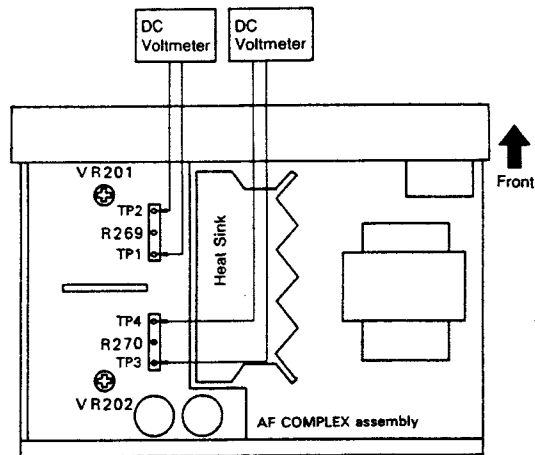 DC
Voltmeter
DC
Voltmeter
Front
VR201
TP2
R269
TP1
Heat Sink
TP4
R270
TP3
VR202
AF COMPLEX assembly